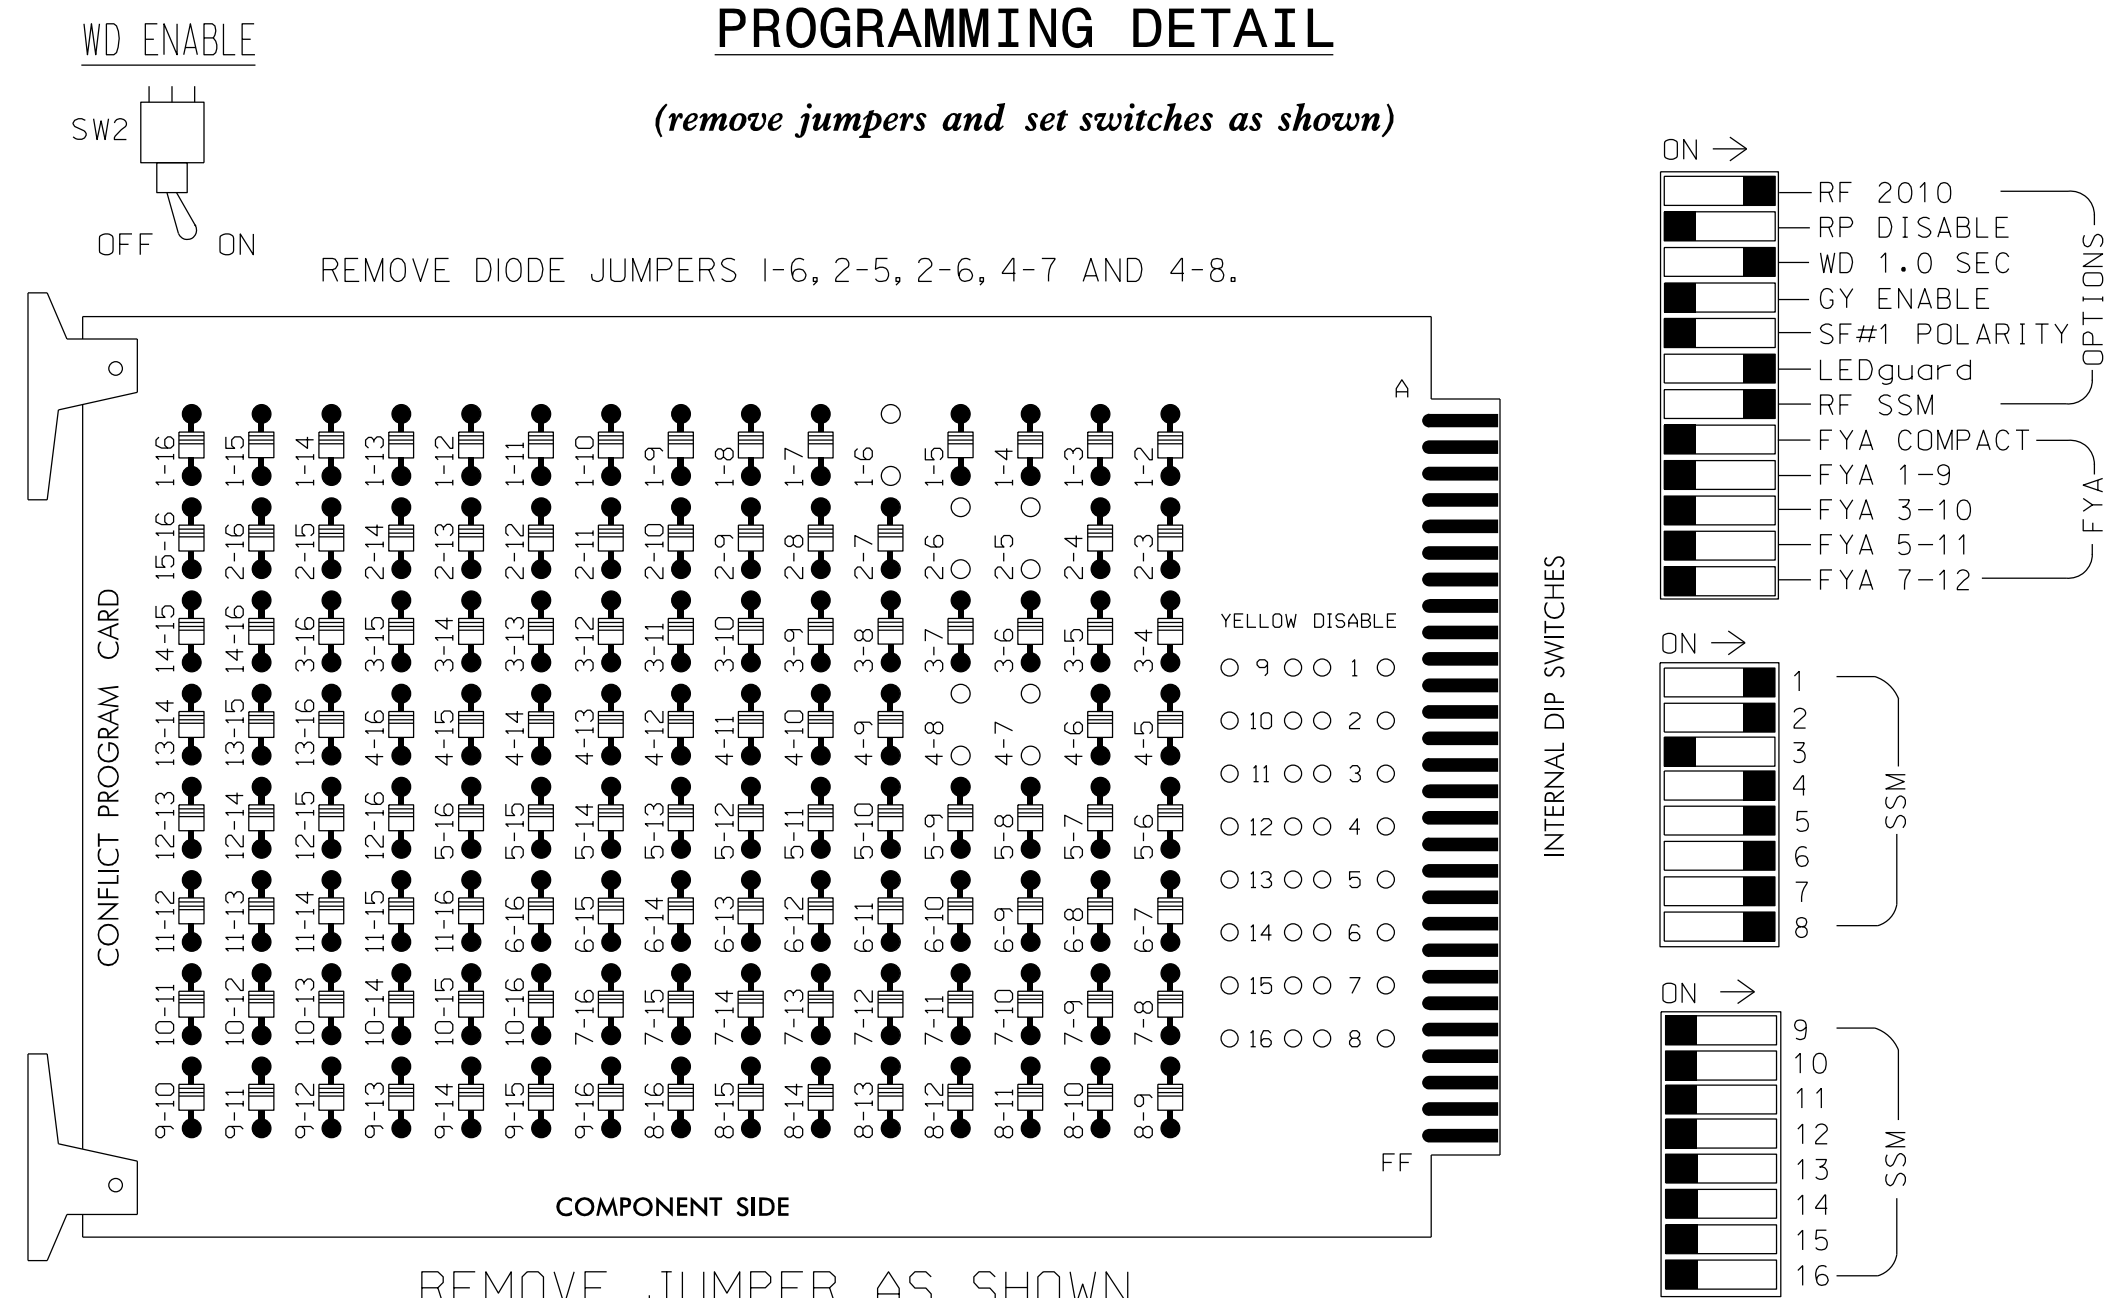 PROGRAMMING DETAIL
(remove jumpers and set switches as shown)
WD ENABLE
SW2
OFF ON
REMOVE DIODE JUMPERS 1-6, 2-5, 2-6, 4-7 AND 4-8.
CONFLICT PROGRAM CARD
1-16 1-15 1-14 1-13 1-12 1-11 1-10 1-9 1-8 1-7 1-6 1-5 1-4 1-3 1-2
15-16 2-16 2-15 2-14 2-13 2-12 2-11 2-10 2-9 2-8 2-7 2-6 2-5 2-4 2-3
14-15 14-16 3-16 3-15 3-14 3-13 3-12 3-11 3-10 3-9 3-8 3-7 3-6 3-5 3-4
13-14 13-15 13-16 4-16 4-15 4-14 4-13 4-12 4-11 4-10 4-9 4-8 4-7 4-6 4-5
12-13 12-14 12-15 12-16 5-16 5-15 5-14 5-13 5-12 5-11 5-10 5-9 5-8 5-7 5-6
11-12 11-13 11-14 11-15 11-16 6-16 6-15 6-14 6-13 6-12 6-11 6-10 6-9 6-8 6-7
10-11 10-12 10-13 10-14 10-15 10-16 7-16 7-15 7-14 7-13 7-12 7-11 7-10 7-9 7-8
9-10 9-11 9-12 9-13 9-14 9-15 9-16 8-16 8-15 8-14 8-13 8-12 8-11 8-10 8-9
A
YELLOW DISABLE
9 1
10 2
11 3
12 4
13 5
14 6
15 7
16 8
FF
COMPONENT SIDE
REMOVE JUMPER AS SHOWN
INTERNAL DIP SWITCHES
ON
RF 2010
RP DISABLE
WD 1.0 SEC
GY ENABLE
SF#1 POLARITY
LEDguard
RF SSM
OPTIONS
FYA COMPACT
FYA 1-9
FYA 3-10
FYA 5-11
FYA 7-12
FYA
ON
1
2
3
4
5
6
7
8
SSM
ON
9
10
11
12
13
14
15
16
SSM